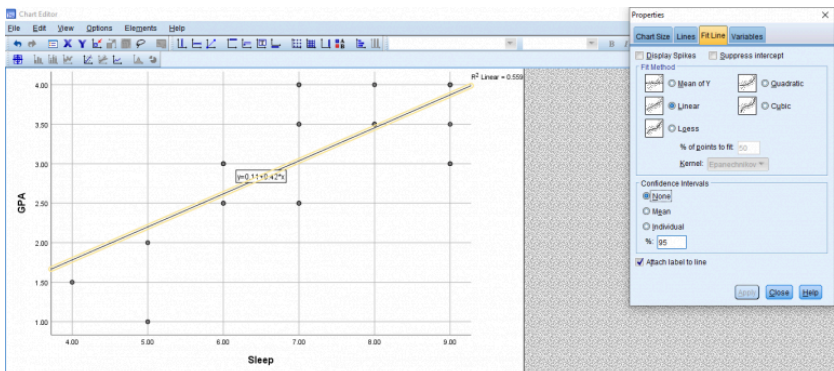 Chart Editor
File Edit View Options Elements Help
X Y
B I
R² Linear = 0.559
4.00
3.50
3.00
y=0.11+0.42*x
2.50
GPA
2.00
1.50
1.00
4.00 5.00 6.00 7.00 8.00 9.00
Sleep
Properties
Chart Size Lines Fit Line Variables
Display Spikes Suppress intercept
Fit Method
Mean of Y Quadratic
Linear Cubic
Loess
% of points to fit: 50
Kernel: Epanechnikov
Confidence Intervals
None
Mean
Individual
%: 95
Attach label to line
Apply Close Help